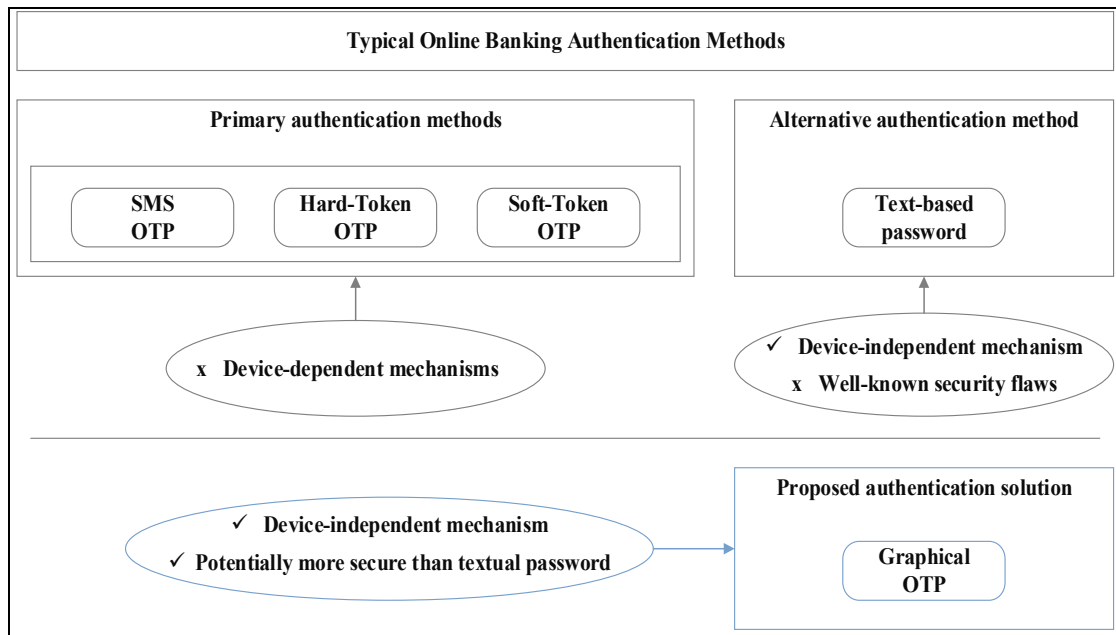 Typical Online Banking Authentication Methods
Primary authentication methods
SMS
OTP
Hard-Token
OTP
Soft-Token
OTP
x Device-dependent mechanisms
Alternative authentication method
Text-based
password
✓ Device-independent mechanism
x Well-known security flaws
✓ Device-independent mechanism
✓ Potentially more secure than textual password
Proposed authentication solution
Graphical
OTP